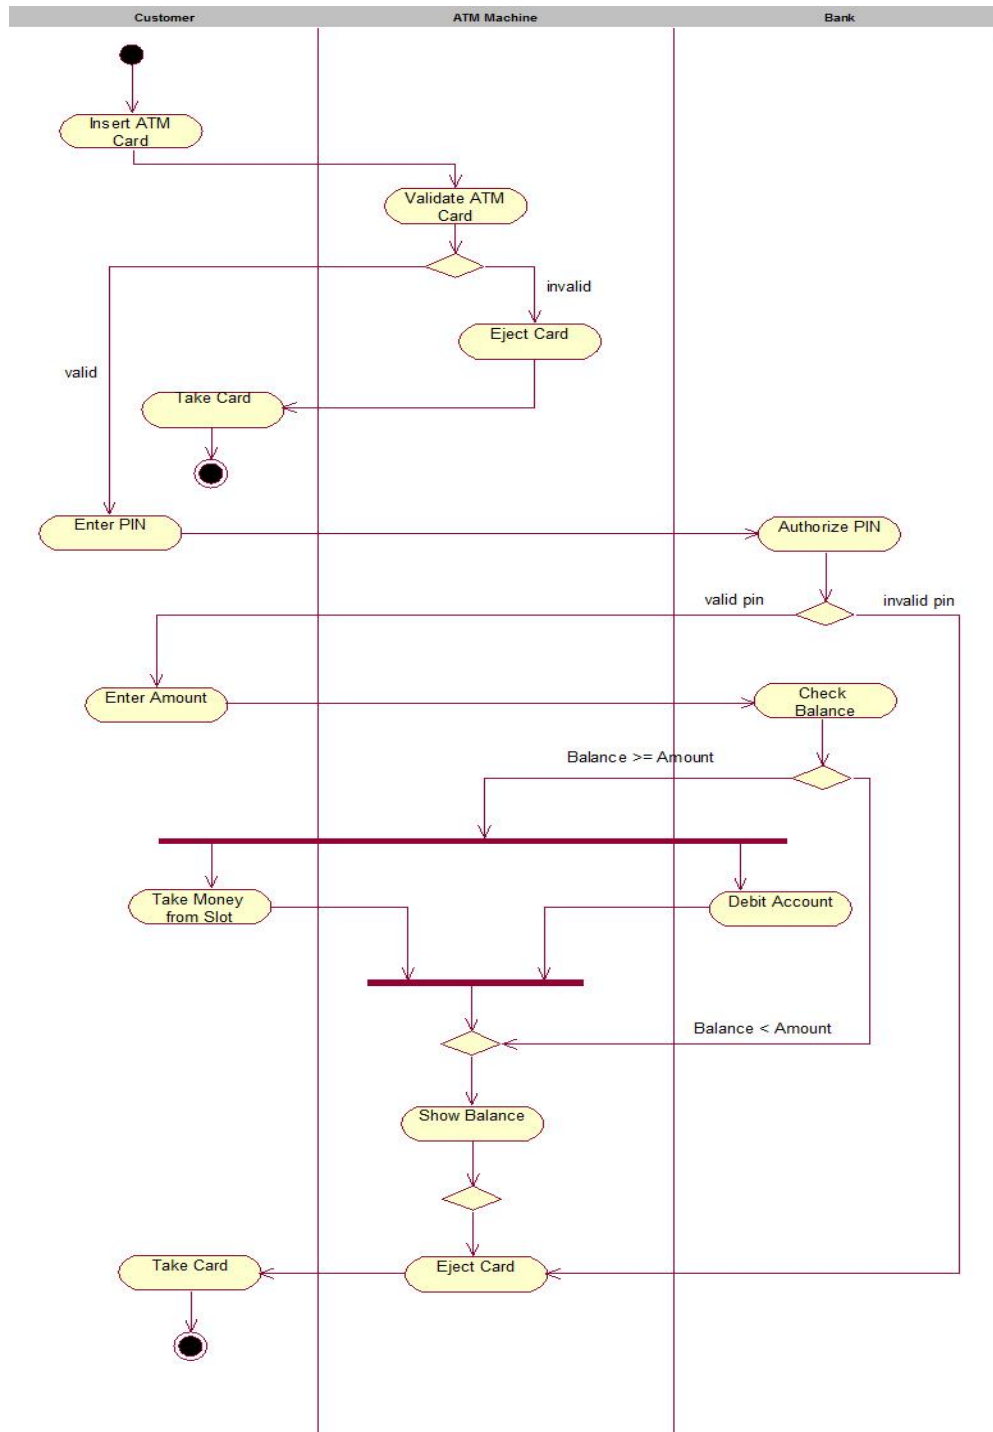 Customer
ATM Machine
Bank
Insert ATM
Card
Validate ATM
Card
invalid
Eject Card
valid
Take Card
Enter PIN
Authorize PIN
valid pin
invalid pin
Enter Amount
Check
Balance
Balance >= Amount
Take Money
from Slot
Debit Account
Balance < Amount
Show Balance
Take Card
Eject Card